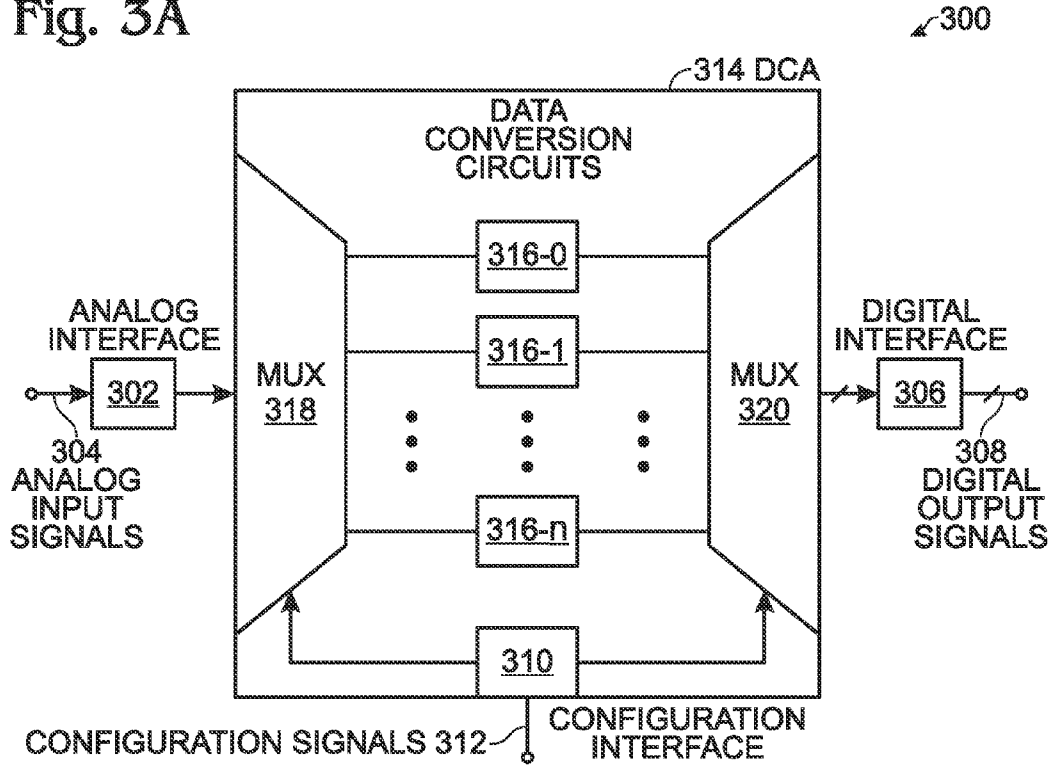 Fig. 3A
300
314 DCA
DATA
CONVERSION
CIRCUITS
316-0
ANALOG
INTERFACE
302
304
ANALOG
INPUT
SIGNALS
MUX
318
316-1
316-n
MUX
320
DIGITAL
INTERFACE
306
308
DIGITAL
OUTPUT
SIGNALS
310
CONFIGURATION SIGNALS 312
CONFIGURATION
INTERFACE